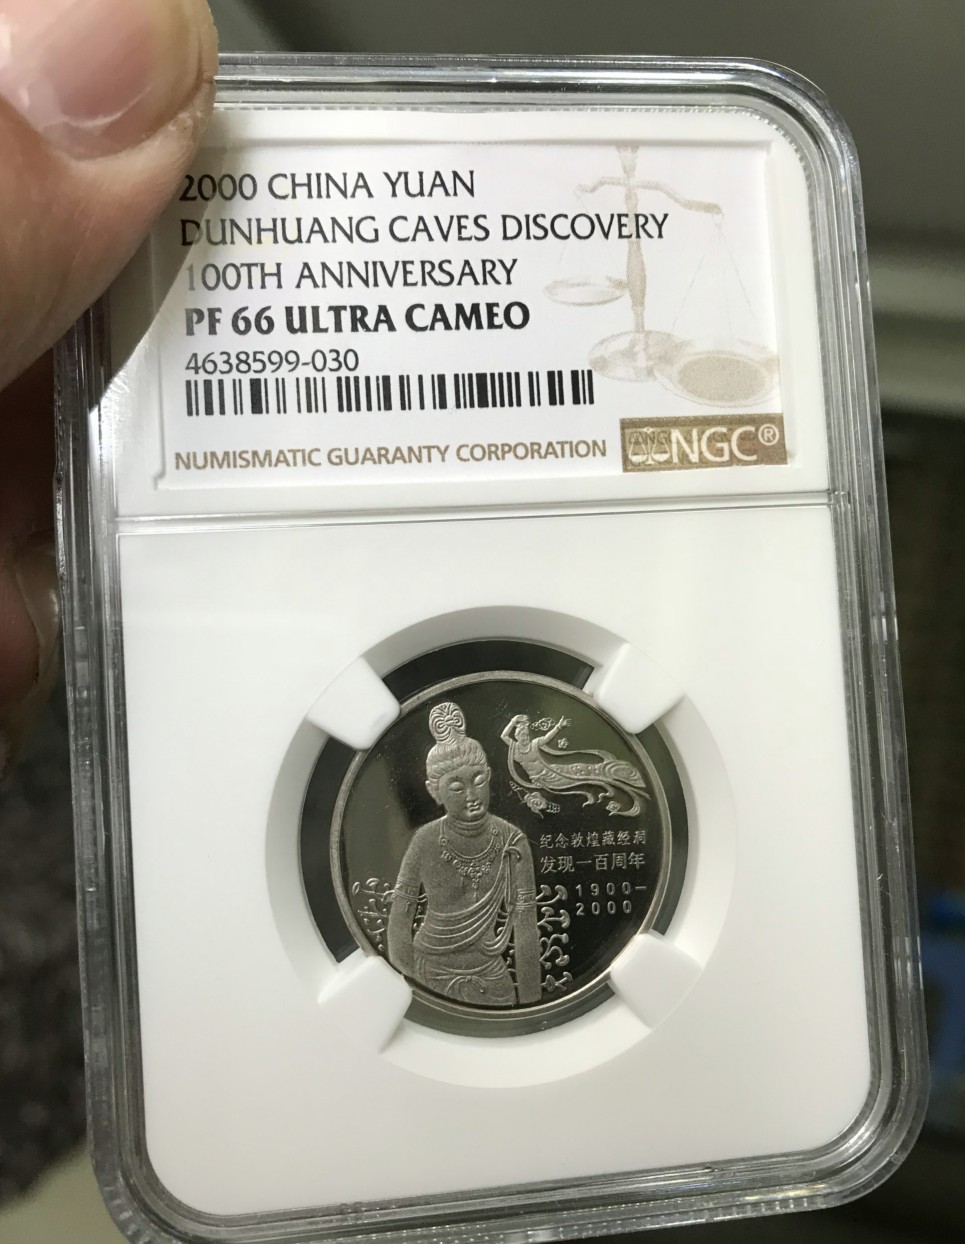 2000 CHINA YUAN
DUNHUANG CAVES DISCOVERY
100TH ANNIVERSARY
PF 66 ULTRA CAMEO
4638599-030
NUMISMATIC GUARANTY CORPORATION
NGC®
纪念敦煌藏经洞
发现一百周年
1900-
2000